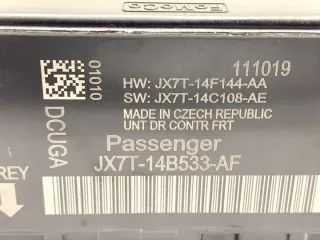 FoMoCo
111019
01010
HW: JX7T-14F144-AA
SW: JX7T-14C108-AE
MADE IN CZECH REPUBLIC
UNT DR CONTR FRT
DCUGA
Passenger
JX7T-14B533-AF
REY